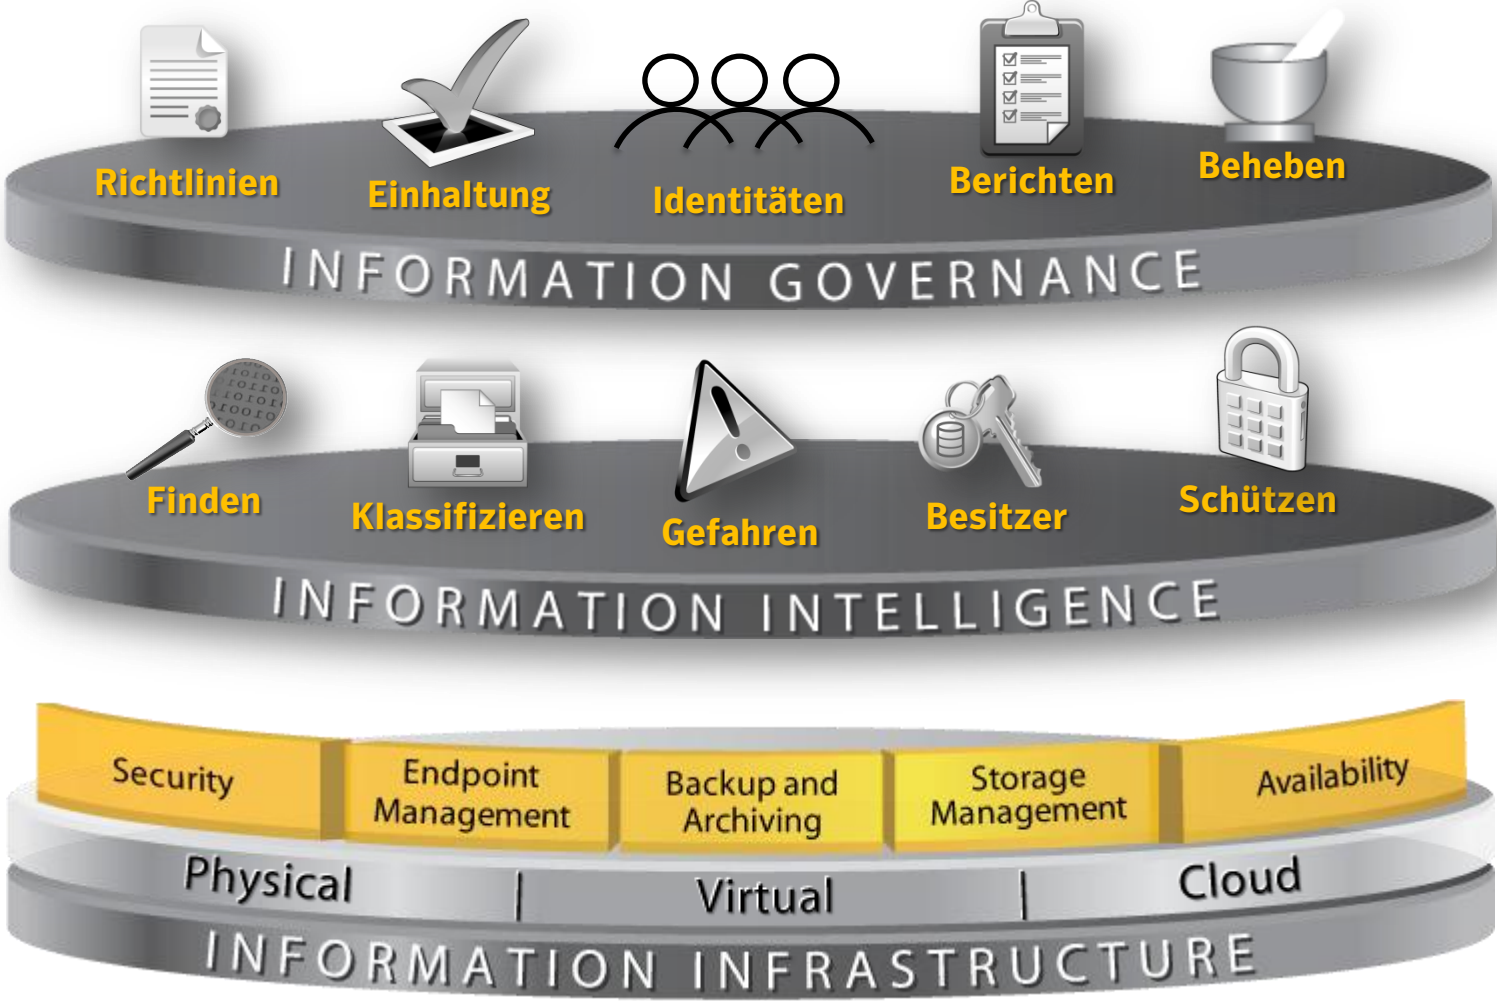 Richtlinien
Einhaltung
Identitäten
Berichten
Beheben
INFORMATION GOVERNANCE
Finden
Klassifizieren
Gefahren
Besitzer
Schützen
INFORMATION INTELLIGENCE
Security
Endpoint
Management
Backup and
Archiving
Storage
Management
Availability
Physical | Virtual | Cloud
INFORMATION INFRASTRUCTURE